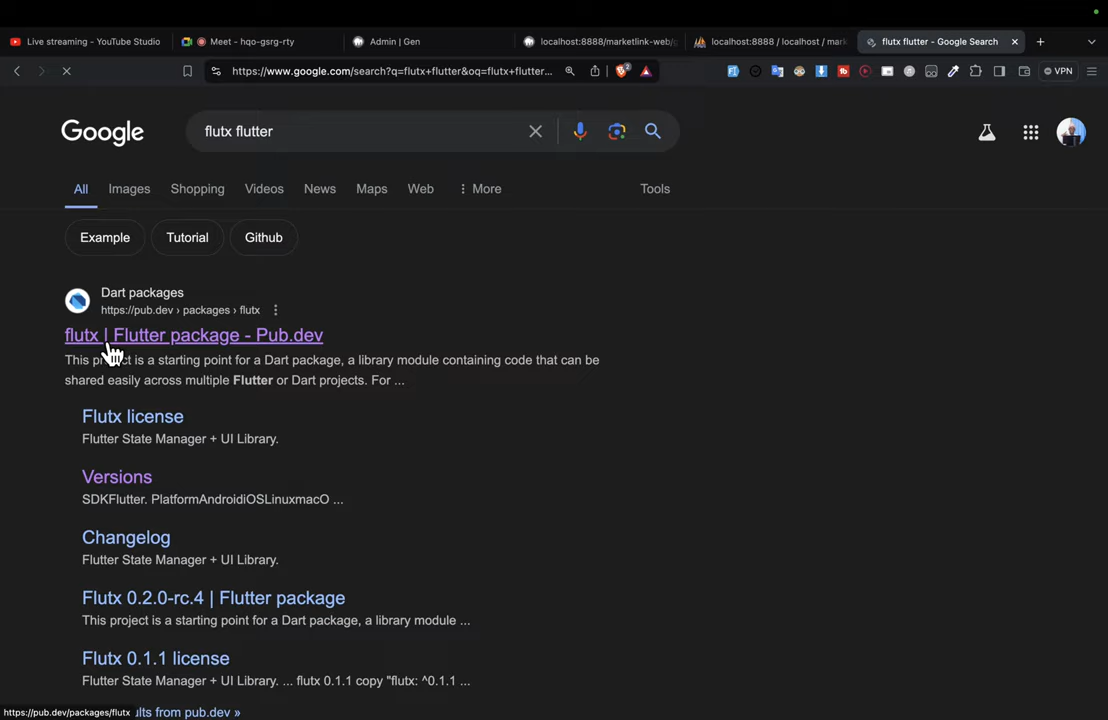 Live streaming - YouTube Studio
Meet - hqo-gsrg-rty
Admin | Gen
localhost:8888/marketlink-web/
localhost:8888 / localhost / mark
flutx flutter - Google Search
https://www.google.com/search?q=flutx+flutter&oq=flutx+flutter...
2
VPN
Google
flutx flutter
All
Images
Shopping
Videos
News
Maps
Web
More
Tools
Example
Tutorial
Github
Dart packages
https://pub.dev › packages › flutx
flutx | Flutter package - Pub.dev
This project is a starting point for a Dart package, a library module containing code that can be
shared easily across multiple Flutter or Dart projects. For ...
Flutx license
Flutter State Manager + UI Library.
Versions
SDKFlutter. PlatformAndroidiOSLinuxmacO ...
Changelog
Flutter State Manager + UI Library.
Flutx 0.2.0-rc.4 | Flutter package
This project is a starting point for a Dart package, a library module ...
Flutx 0.1.1 license
Flutter State Manager + UI Library. ... flutx 0.1.1 copy "flutx: ^0.1.1 ...
https://pub.dev/packages/flutx
ults from pub.dev »